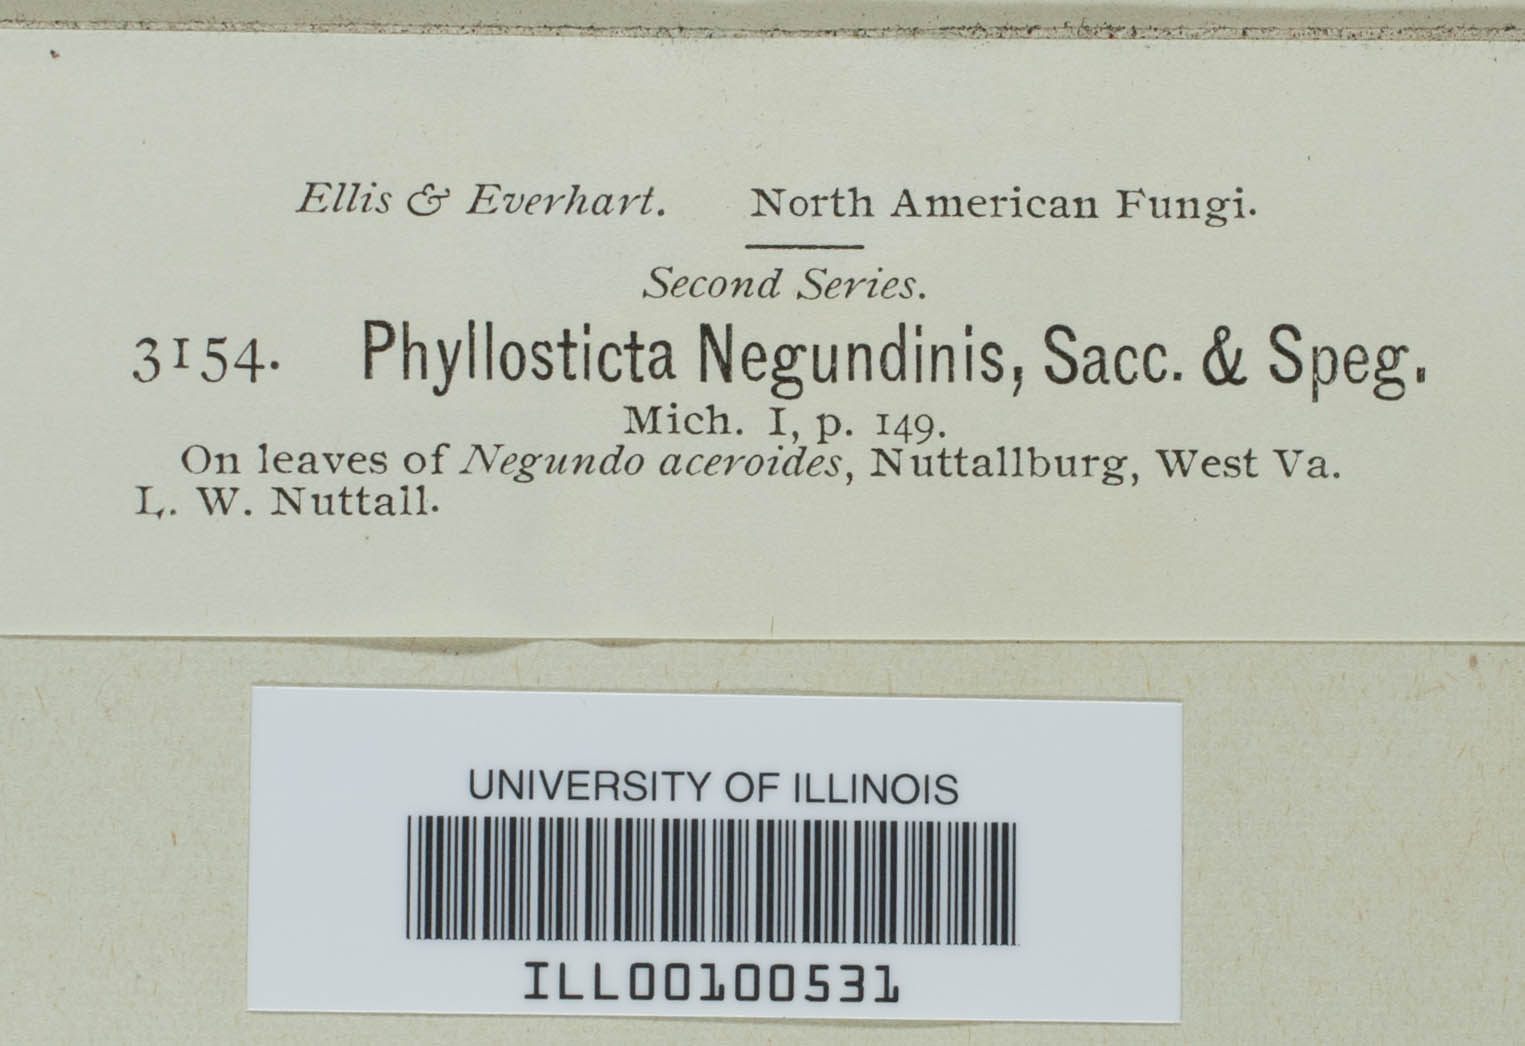 Ellis & Everhart. North American Fungi.
Second Series.
3154. Phyllosticta Negundinis, Sacc. & Speg.
Mich. I, p. 149.
On leaves of Negundo aceroides, Nuttallburg, West Va.
L. W. Nuttall.
UNIVERSITY OF ILLINOIS
ILL00100531